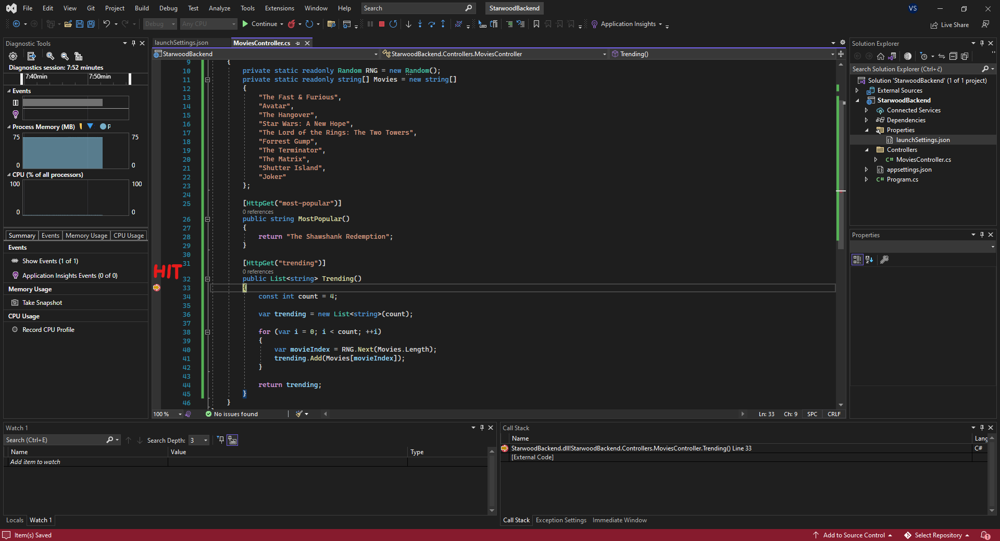 File Edit View Git Project Build Debug Test Analyze Tools Extensions Window Help Search StarwoodBackend VS
Debug Any CPU Continue Application Insights Live Share
Diagnostic Tools
Diagnostics session: 7:52 minutes
7:40min 7:50min
Events
Process Memory (MB) P
75 75
0 0
CPU (% of all processors)
100 100
0 0
Summary Events Memory Usage CPU Usage
Events
Show Events (1 of 1)
Application Insights Events (0 of 0)
Memory Usage
Take Snapshot
CPU Usage
Record CPU Profile
launchSettings.json MoviesController.cs
StarwoodBackend StarwoodBackend.Controllers.MoviesController Trending()
9 {
10 private static readonly Random RNG = new Random();
11 private static readonly string[] Movies = new string[]
12 {
13 "The Fast & Furious",
14 "Avatar",
15 "The Hangover",
16 "Star Wars: A New Hope",
17 "The Lord of the Rings: The Two Towers",
18 "Forrest Gump",
19 "The Terminator",
20 "The Matrix",
21 "Shutter Island",
22 "Joker"
23 };
24
25 [HttpGet("most-popular")]
0 references
26 public string MostPopular()
27 {
28 return "The Shawshank Redemption";
29 }
30
31 [HttpGet("trending")]
0 references
HIT
32 public List<string> Trending()
33 {
34 const int count = 4;
35
36 var trending = new List<string>(count);
37
38 for (var i = 0; i < count; ++i)
39 {
40 var movieIndex = RNG.Next(Movies.Length);
41 trending.Add(Movies[movieIndex]);
42 }
43
44 return trending;
45 }
46 }
100 % No issues found Ln: 33 Ch: 9 SPC CRLF
Solution Explorer
Search Solution Explorer (Ctrl+č)
Solution 'StarwoodBackend' (1 of 1 project)
External Sources
StarwoodBackend
Connected Services
Dependencies
Properties
launchSettings.json
Controllers
C# MoviesController.cs
appsettings.json
C# Program.cs
Properties
Watch 1
Search (Ctrl+E) Search Depth: 3
Name Value Type
Add item to watch
Locals Watch 1
Call Stack
Name Lang
StarwoodBackend.dll!StarwoodBackend.Controllers.MoviesController.Trending() Line 33 C#
[External Code]
Call Stack Exception Settings Immediate Window
Item(s) Saved Add to Source Control Select Repository 1